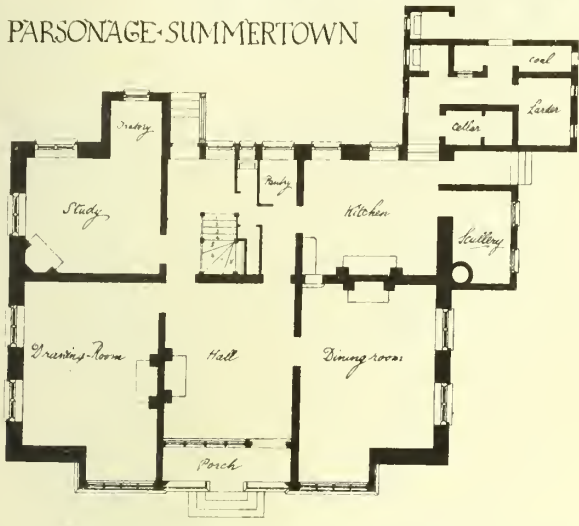 PARSONAGE·SUMMERTOWN
coal
Larder
Cellar
Oratory
Study
Pantry
Kitchen
Scullery
Drawing-Room
Hall
Dining room
Porch